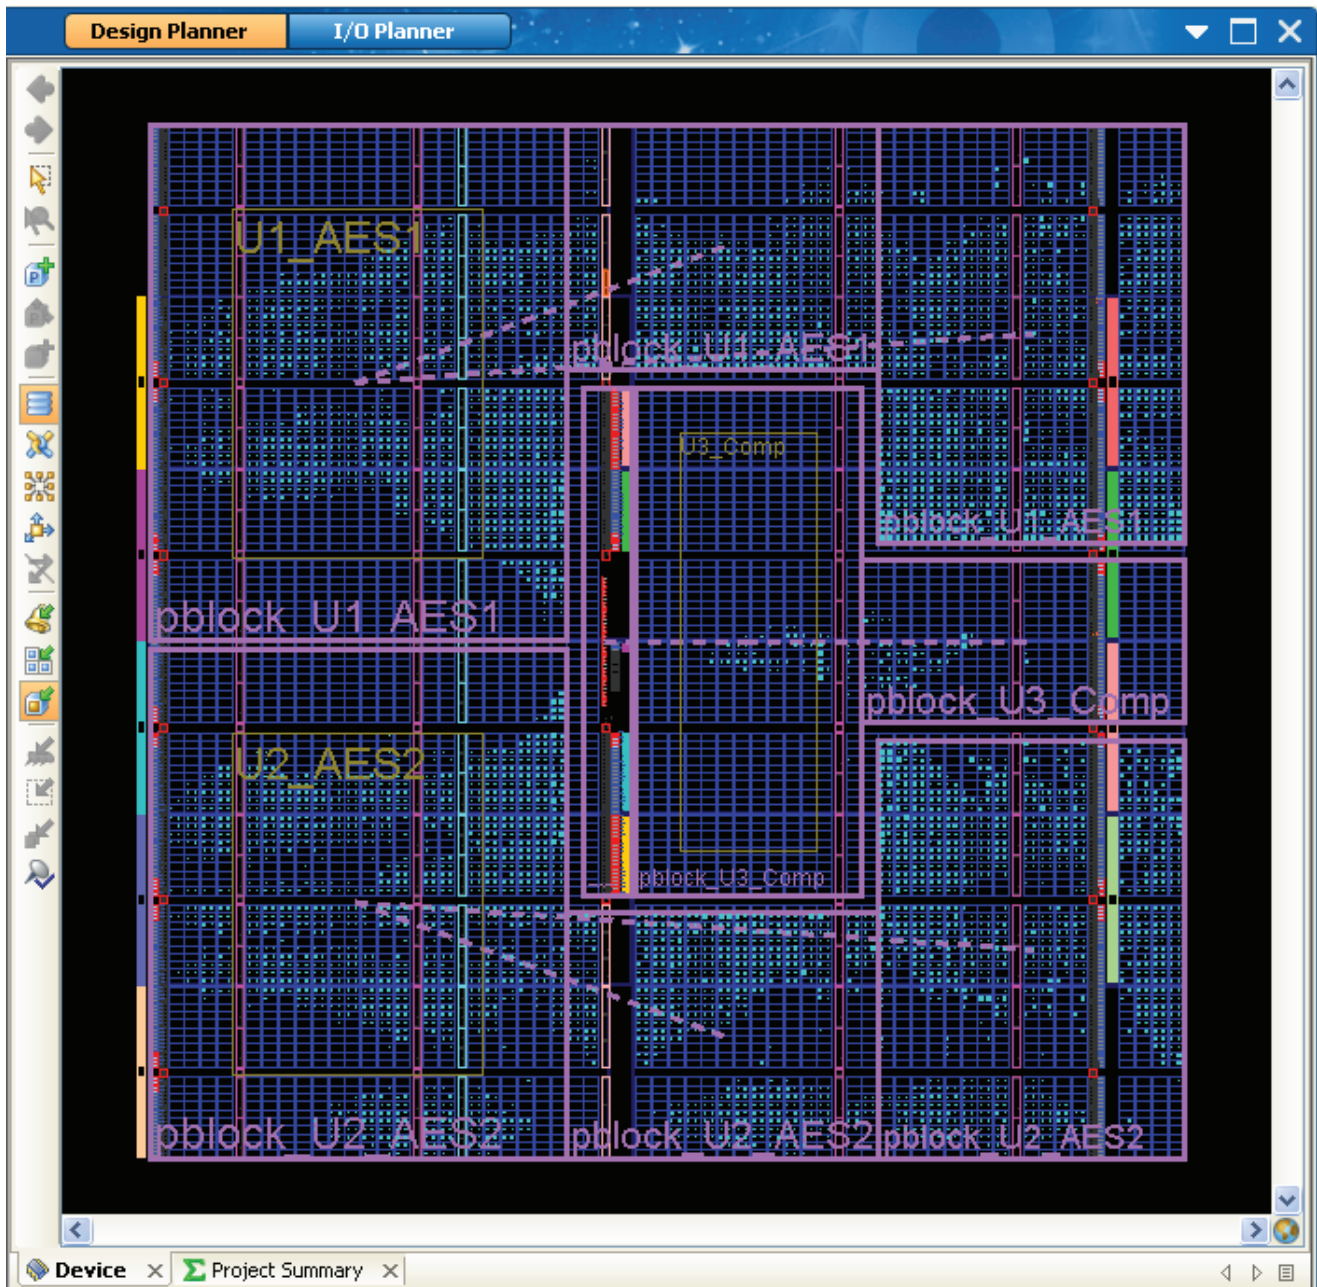 Design Planner I/O Planner
U1_AES1
pblock_U1_AES1
U3_Comp
pblock_U1_AES1
pblock_U1_AES1
pblock_U3_Comp
U2_AES2
pblock_U3_Comp
pblock_U2_AES2 pblock_U2_AES2 pblock_U2_AES2
Device Project Summary